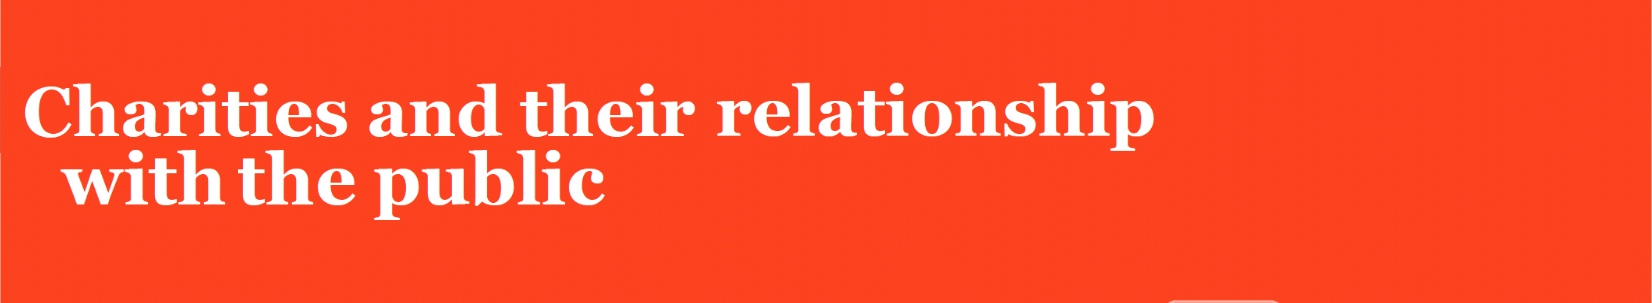 Charities and their relationship
with the public